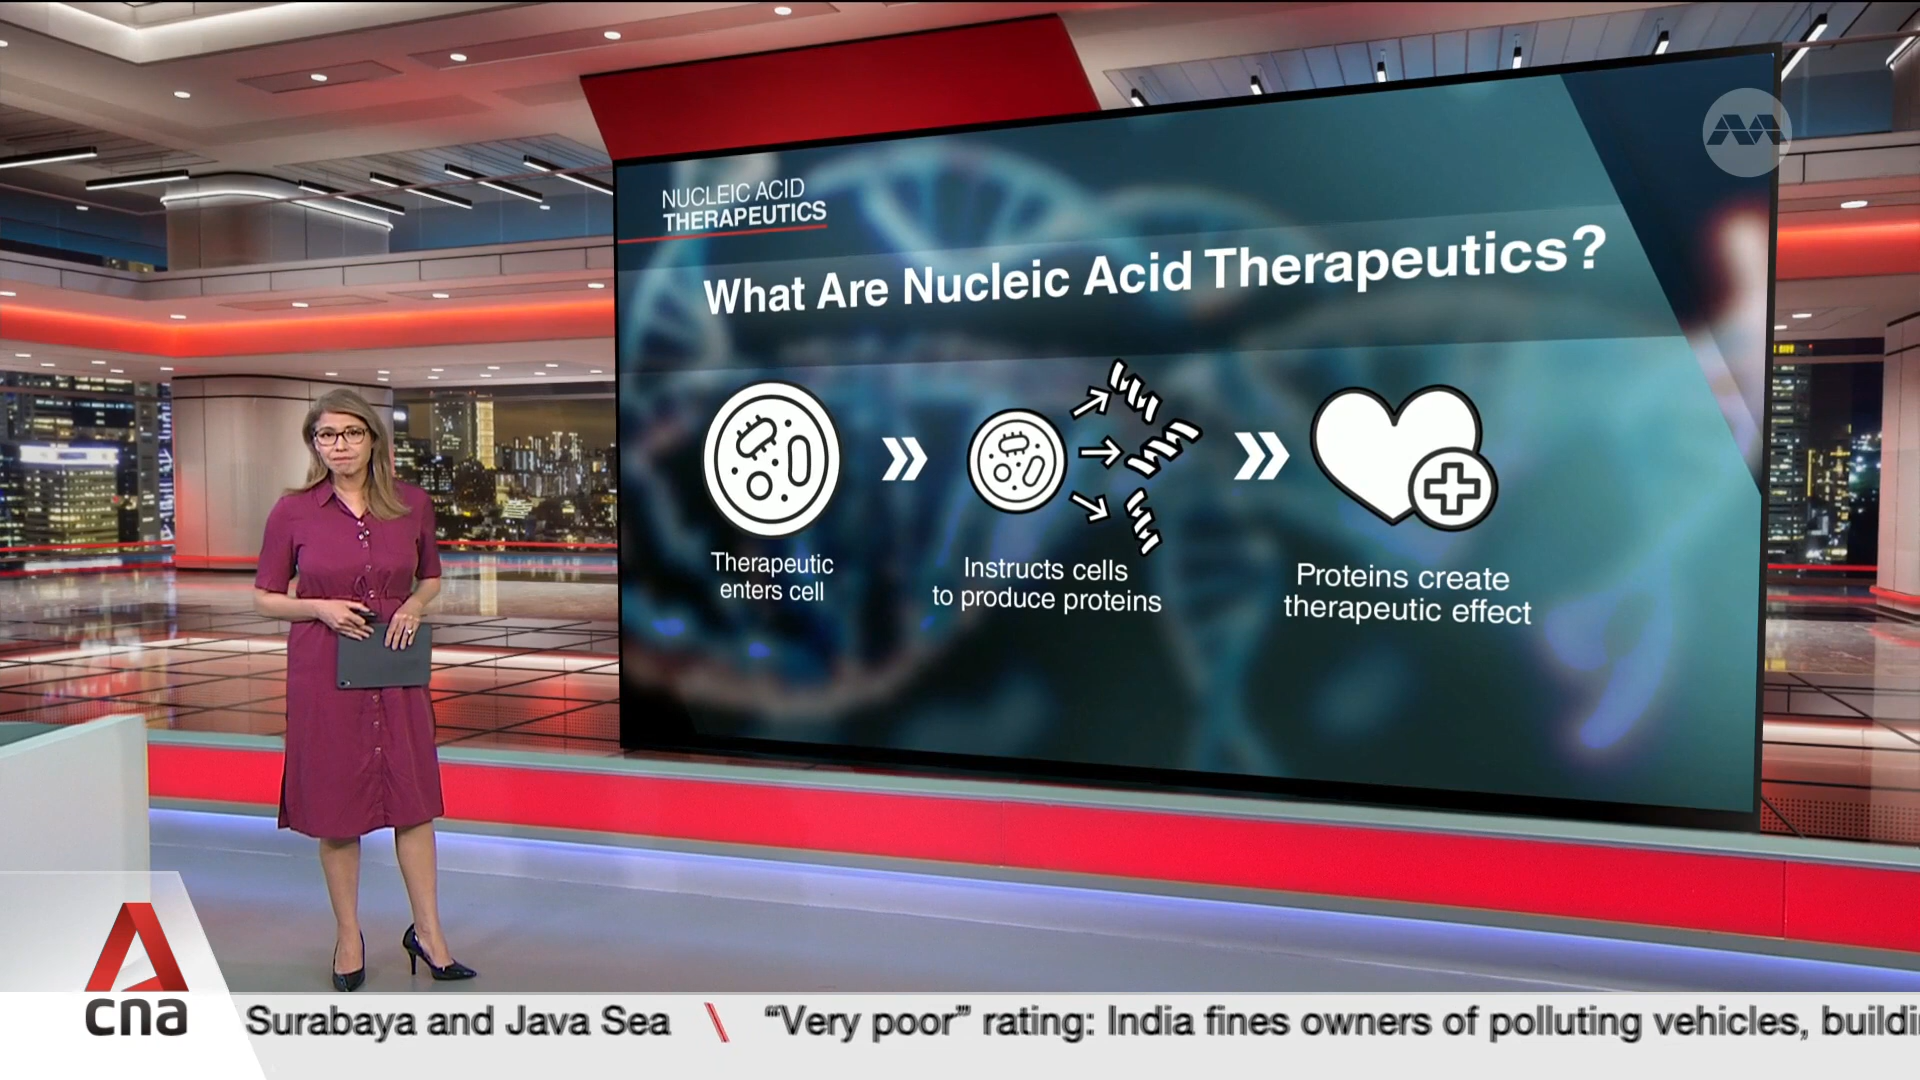 NUCLEIC ACID
THERAPEUTICS
What Are Nucleic Acid Therapeutics?
Therapeutic
enters cell
Instructs cells
to produce proteins
Proteins create
therapeutic effect
cna
Surabaya and Java Sea \ “Very poor” rating: India fines owners of polluting vehicles, buildi